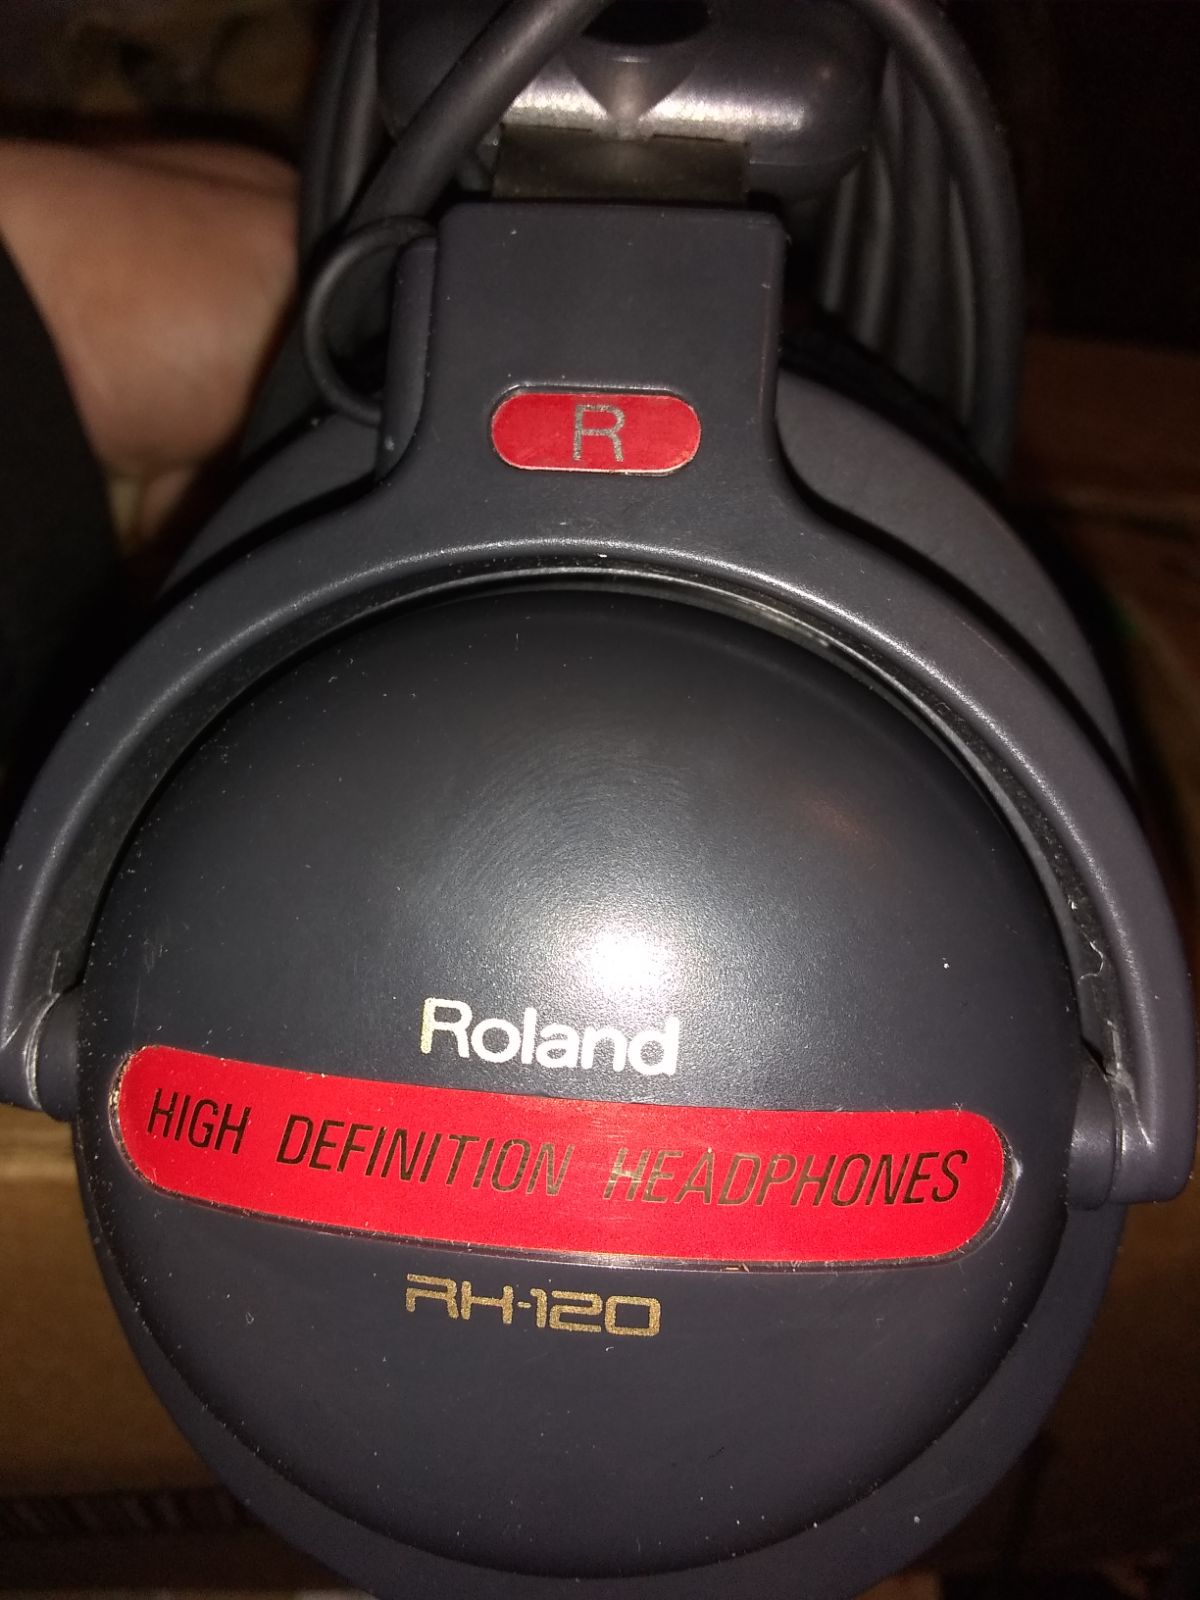 R
Roland
HIGH DEFINITION HEADPHONES
RH-120